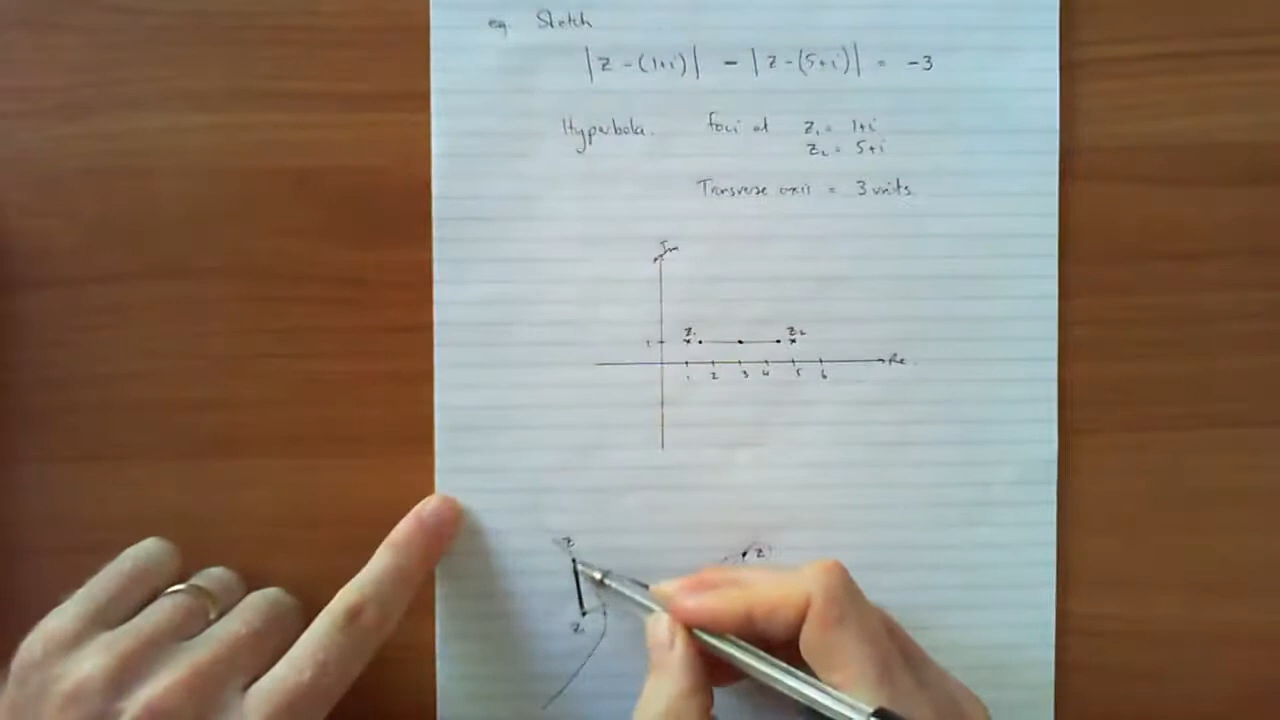 eg. Sketch
|z-(1+i)| - |z-(5+i)| = -3
Hyperbola. foci at z₁ = 1+i
z₂ = 5+i
Transverse axis = 3 units.
Im
z₁ z₂
1
Re
1 2 3 4 5 6
z z
z₁